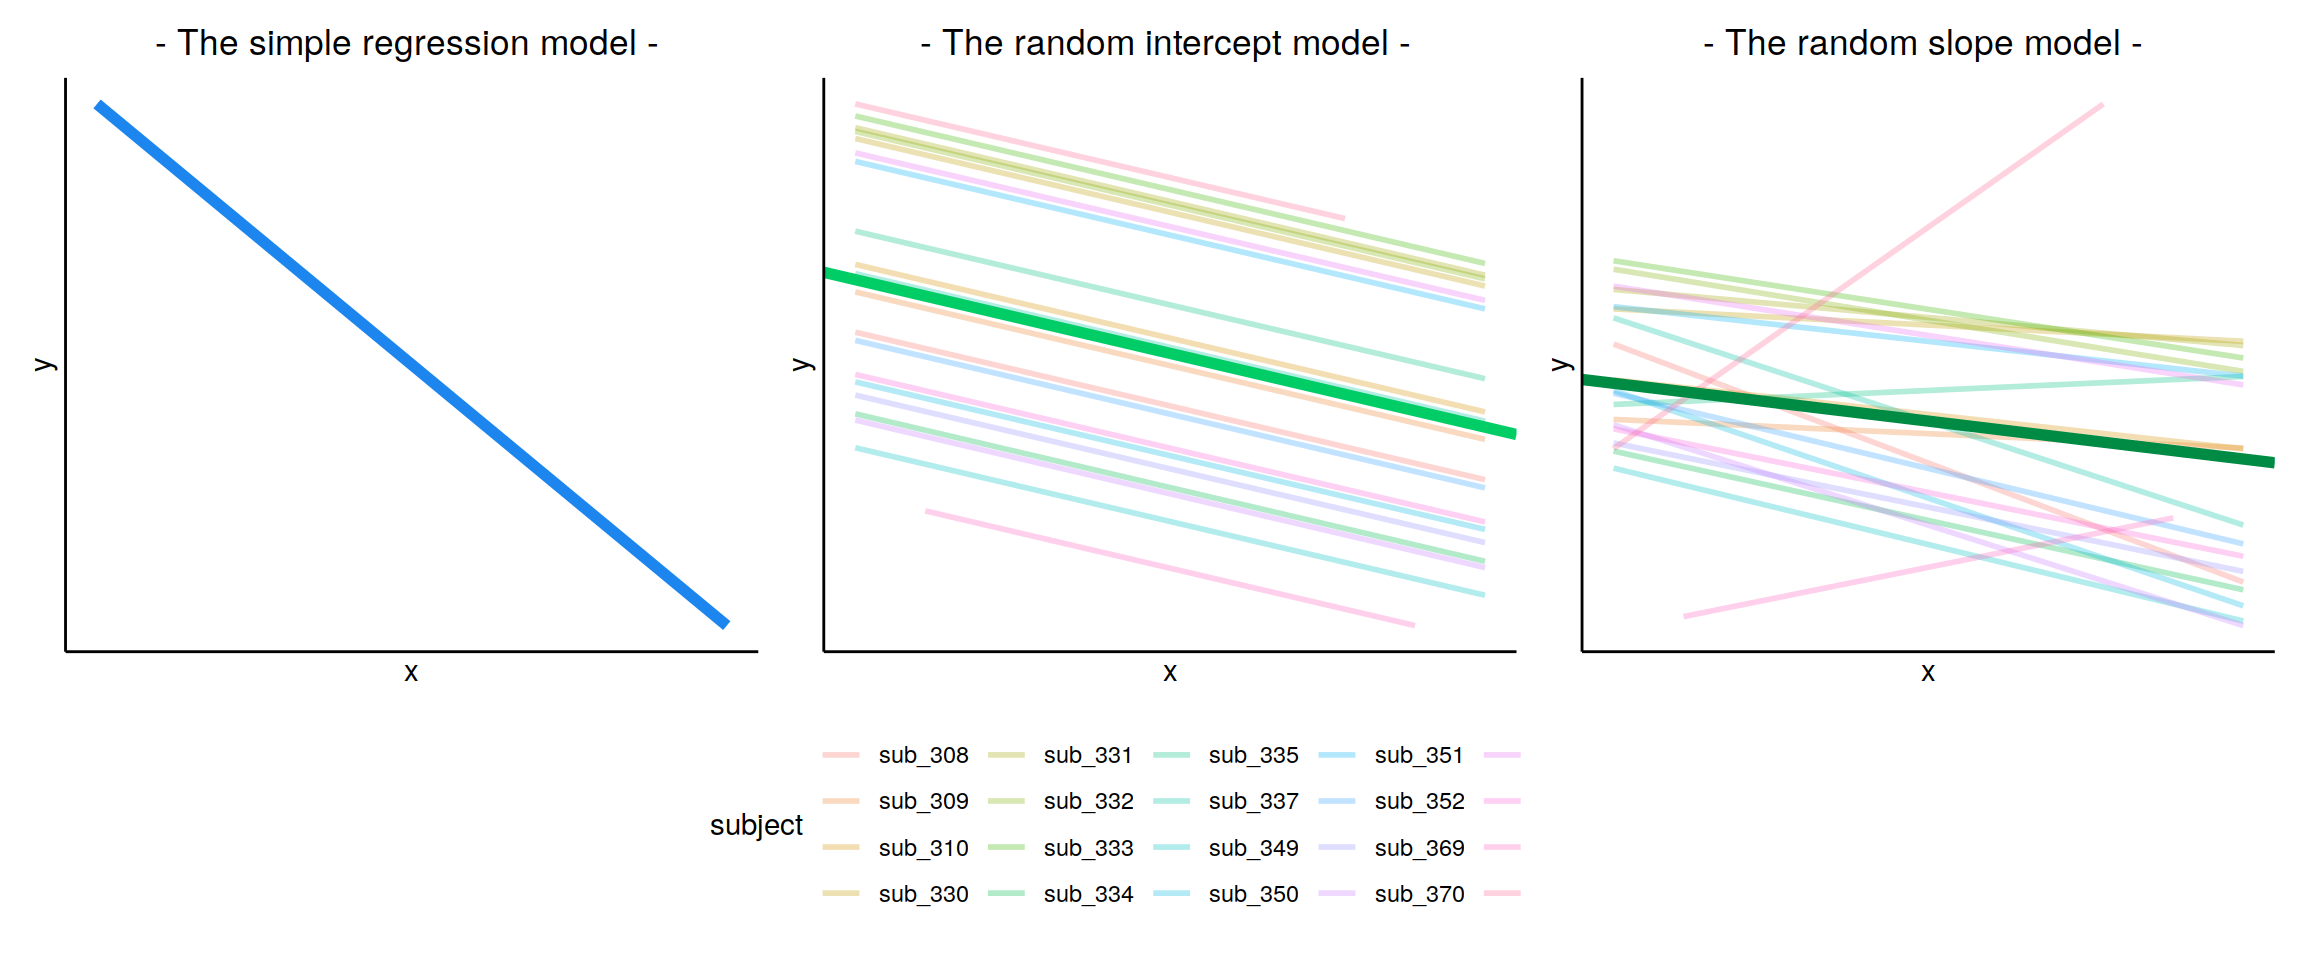 - The simple regression model -
- The random intercept model -
- The random slope model -
y
y
y
x
x
x
subject
sub_308 sub_331 sub_335 sub_351
sub_309 sub_332 sub_337 sub_352
sub_310 sub_333 sub_349 sub_369
sub_330 sub_334 sub_350 sub_370